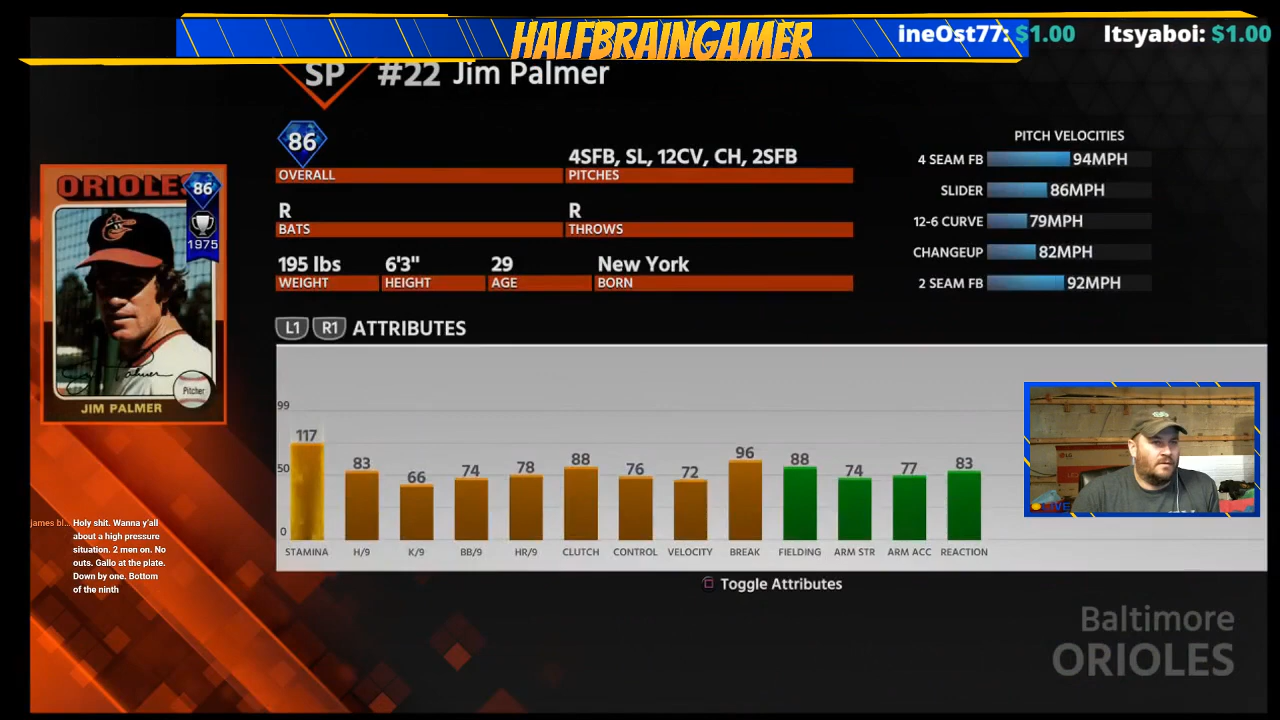 HALFBRAINGAMER
ineOst77: $1.00 Itsyaboi: $1.00
SP #22 Jim Palmer
86
OVERALL
4SFB, SL, 12CV, CH, 2SFB
PITCHES
R
BATS
R
THROWS
195 lbs
WEIGHT
6'3"
HEIGHT
29
AGE
New York
BORN
PITCH VELOCITIES
4 SEAM FB 94MPH
SLIDER 86MPH
12-6 CURVE 79MPH
CHANGEUP 82MPH
2 SEAM FB 92MPH
ORIOLE
86
1975
Pitcher
JIM PALMER
L1 R1 ATTRIBUTES
99
50
0
117 83 66 74 78 88 76 72 96 88 74 77 83
STAMINA H/9 K/9 BB/9 HR/9 CLUTCH CONTROL VELOCITY BREAK FIELDING ARM STR ARM ACC REACTION
Toggle Attributes
james bl... Holy shit. Wanna y'all
about a high pressure
situation. 2 men on. No
outs. Gallo at the plate.
Down by one. Bottom
of the ninth
LIVE
Baltimore
ORIOLES